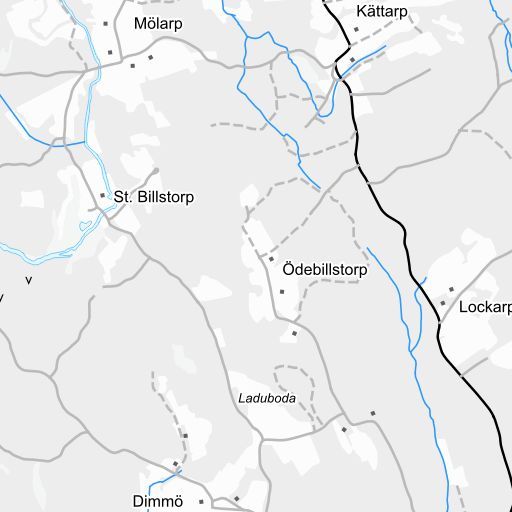 Kättarp
Mölarp
St. Billstorp
Ödebillstorp
Lockarp
Laduboda
Dimmö